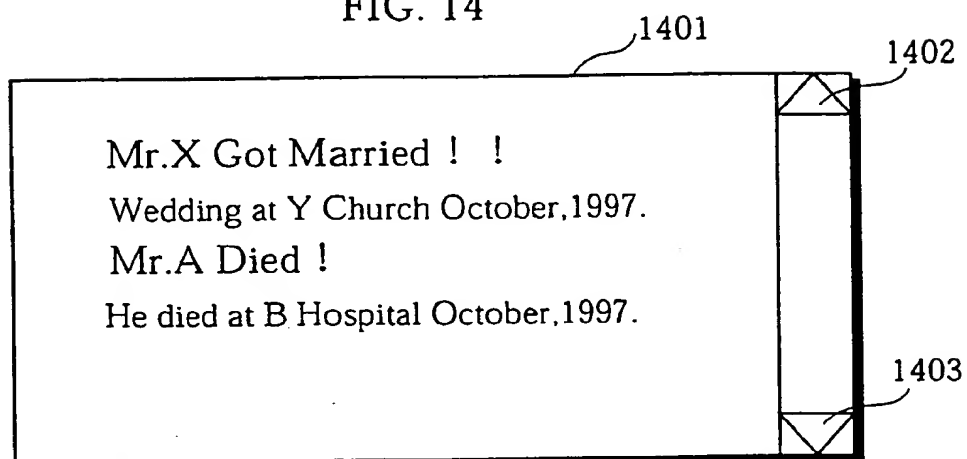 FIG. 14
1401
1402
Mr.X Got Married ! !
Wedding at Y Church October,1997.
Mr.A Died !
He died at B Hospital October,1997.
1403